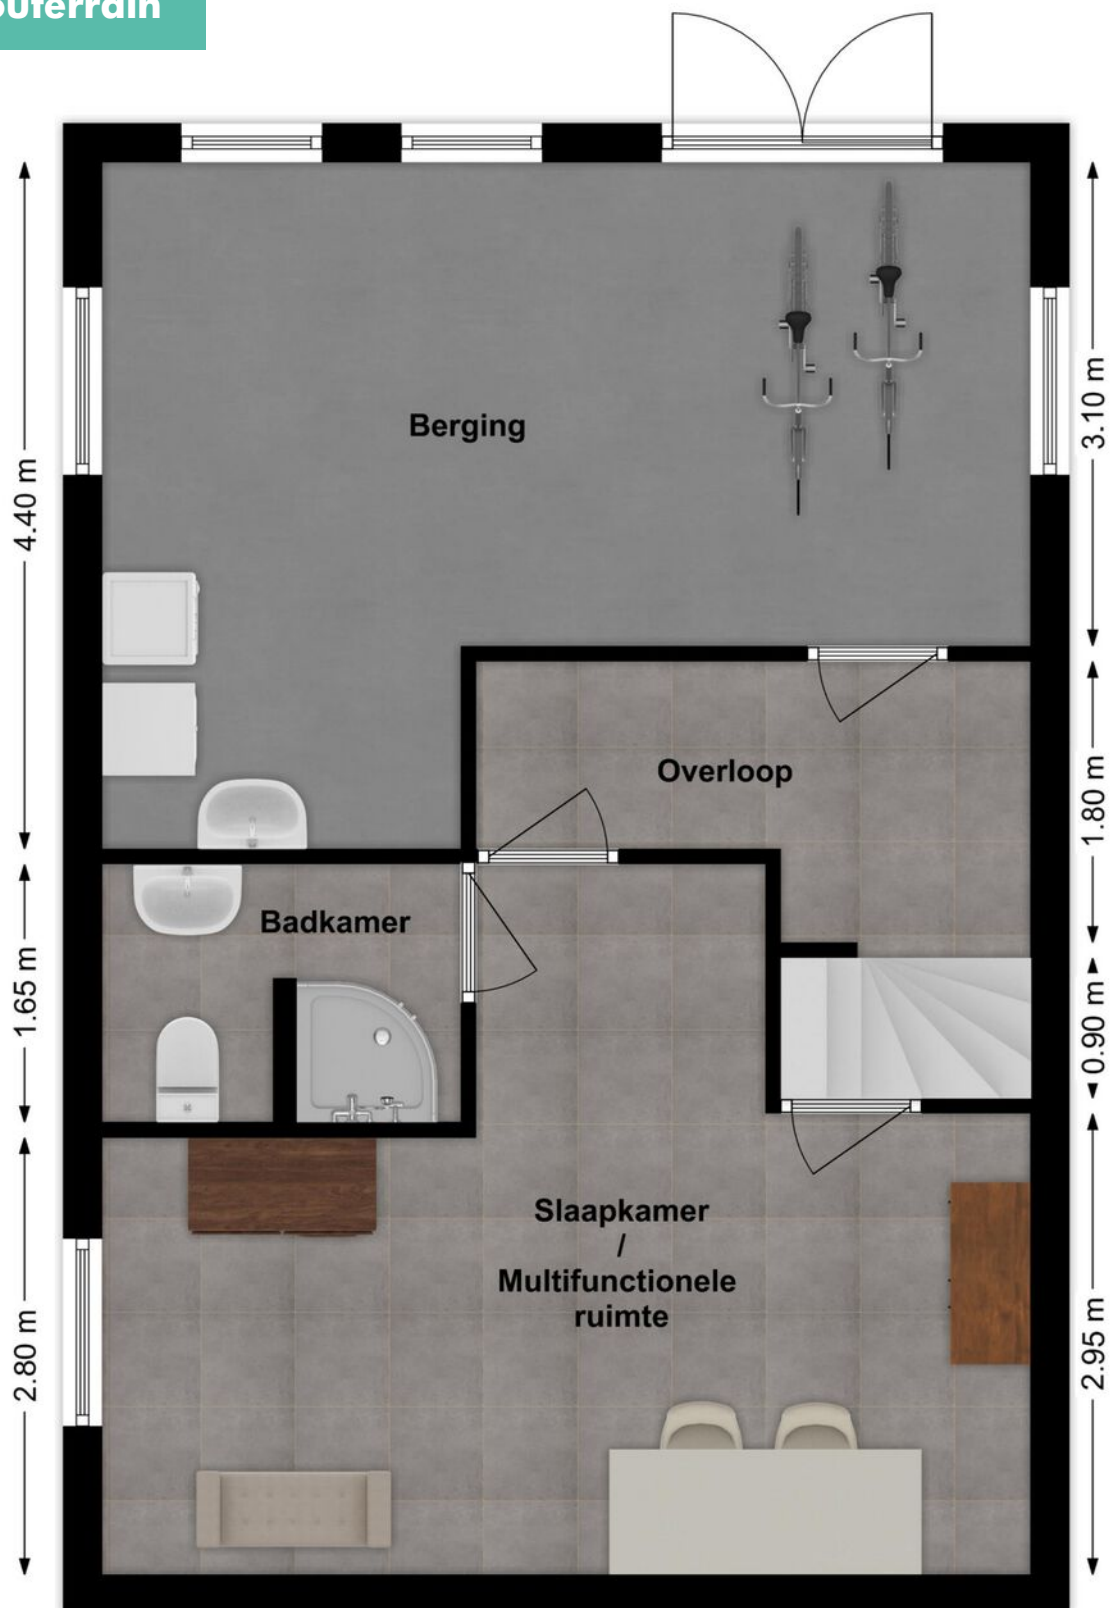 outerrain
Berging
4.40 m
3.10 m
Overloop
1.80 m
Badkamer
1.65 m
0.90 m
Slaapkamer
/
Multifunctionele
ruimte
2.80 m
2.95 m